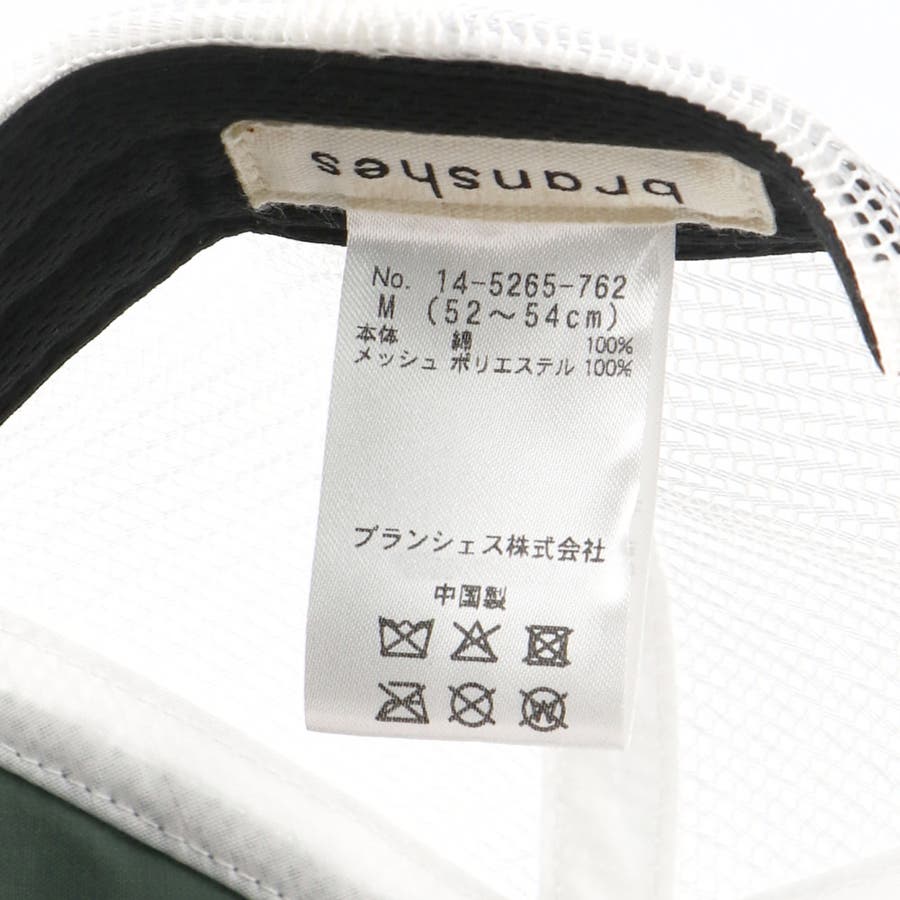 branshes
No. 14-5265-762
M (52～54cm)
本体 綿 100%
メッシュ ポリエステル 100%
ブランシェス株式会社
中国製